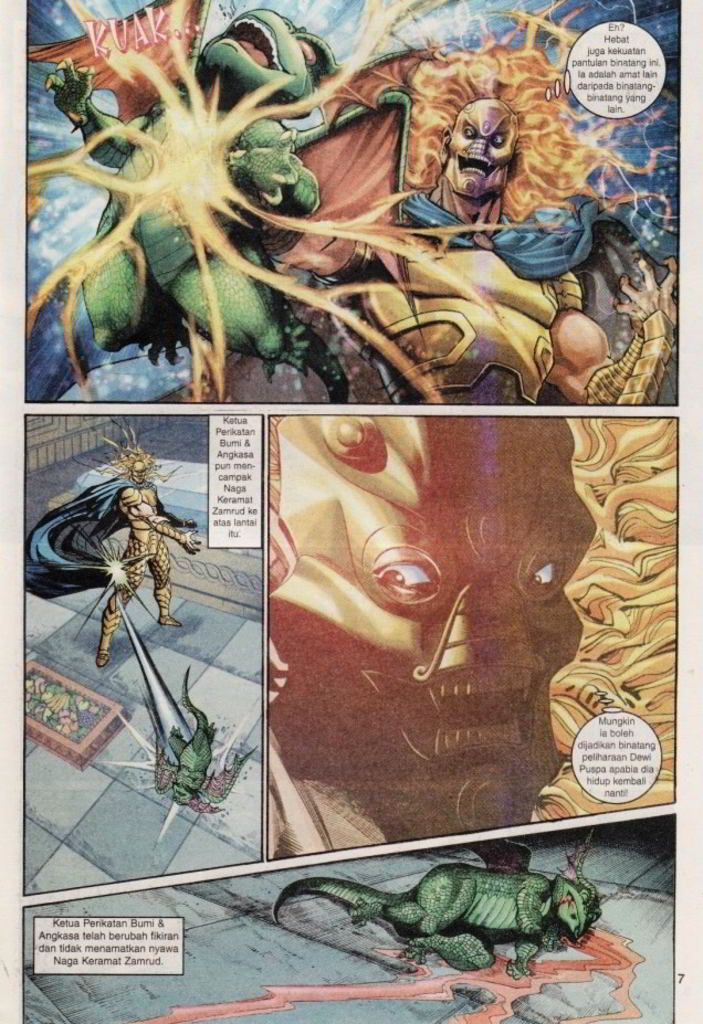 KUAK...
Eh?
Hebat
juga kekuatan
pantulan binatang ini.
Ia adalah amat lain
daripada binatang-
binatang yang
lain.
Ketua
Perikatan
Bumi &
Angkasa
pun men-
campak
Naga
Keramat
Zamrud ke
atas lantai
itu.
Mungkin
ia boleh
dijadikan binatang
peliharaan Dewi
Puspa apabia dia
hidup kembali
nanti!
Ketua Perikatan Bumi &
Angkasa telah berubah fikiran
dan tidak menamatkan nyawa
Naga Keramat Zamrud.
7